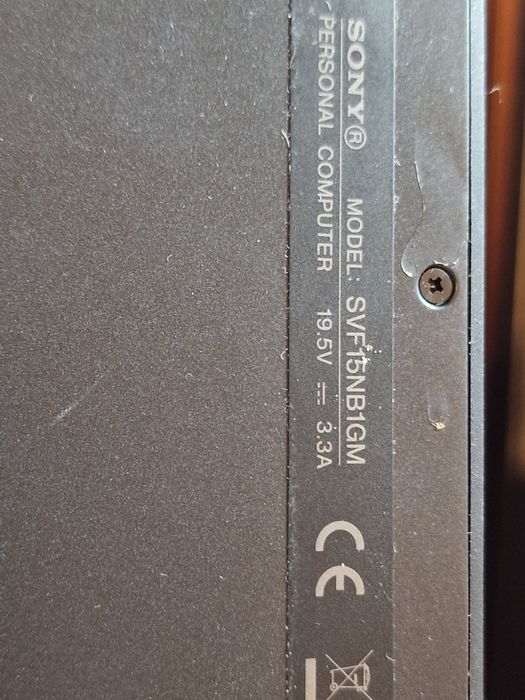 SONY® MODEL: SVF15NB1GM
PERSONAL COMPUTER 19.5V ⎓ 3.3A
CE